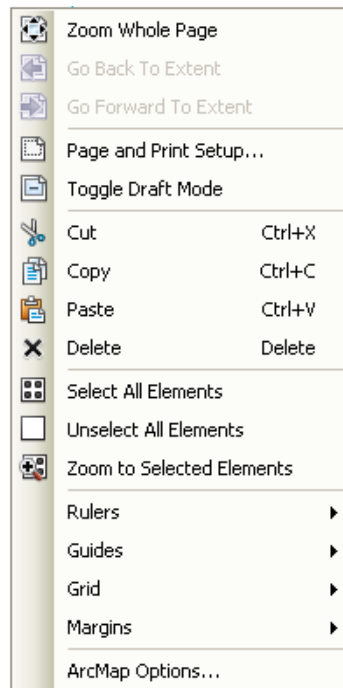 Zoom Whole Page
Go Back To Extent
Go Forward To Extent
Page and Print Setup...
Toggle Draft Mode
Cut Ctrl+X
Copy Ctrl+C
Paste Ctrl+V
Delete Delete
Select All Elements
Unselect All Elements
Zoom to Selected Elements
Rulers
Guides
Grid
Margins
ArcMap Options...